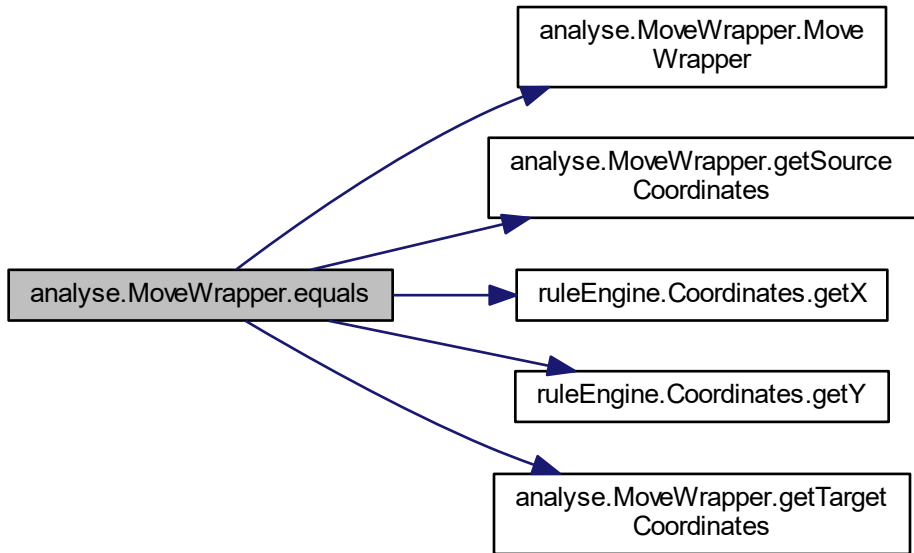 analyse.MoveWrapper.Move
Wrapper
analyse.MoveWrapper.getSource
Coordinates
analyse.MoveWrapper.equals
ruleEngine.Coordinates.getX
ruleEngine.Coordinates.getY
analyse.MoveWrapper.getTarget
Coordinates